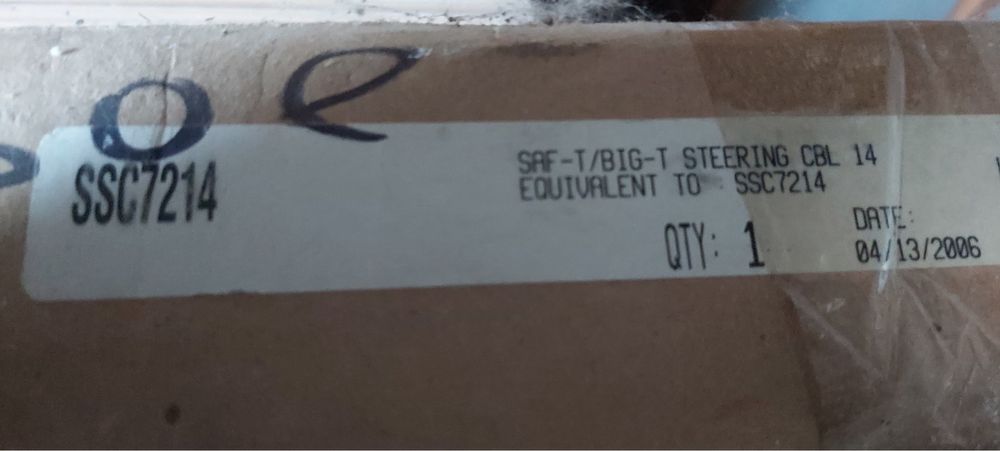 SSC7214
SAF-T/BIG-T STEERING CBL 14
EQUIVALENT TO SSC7214
QTY: 1
DATE:
04/13/2006